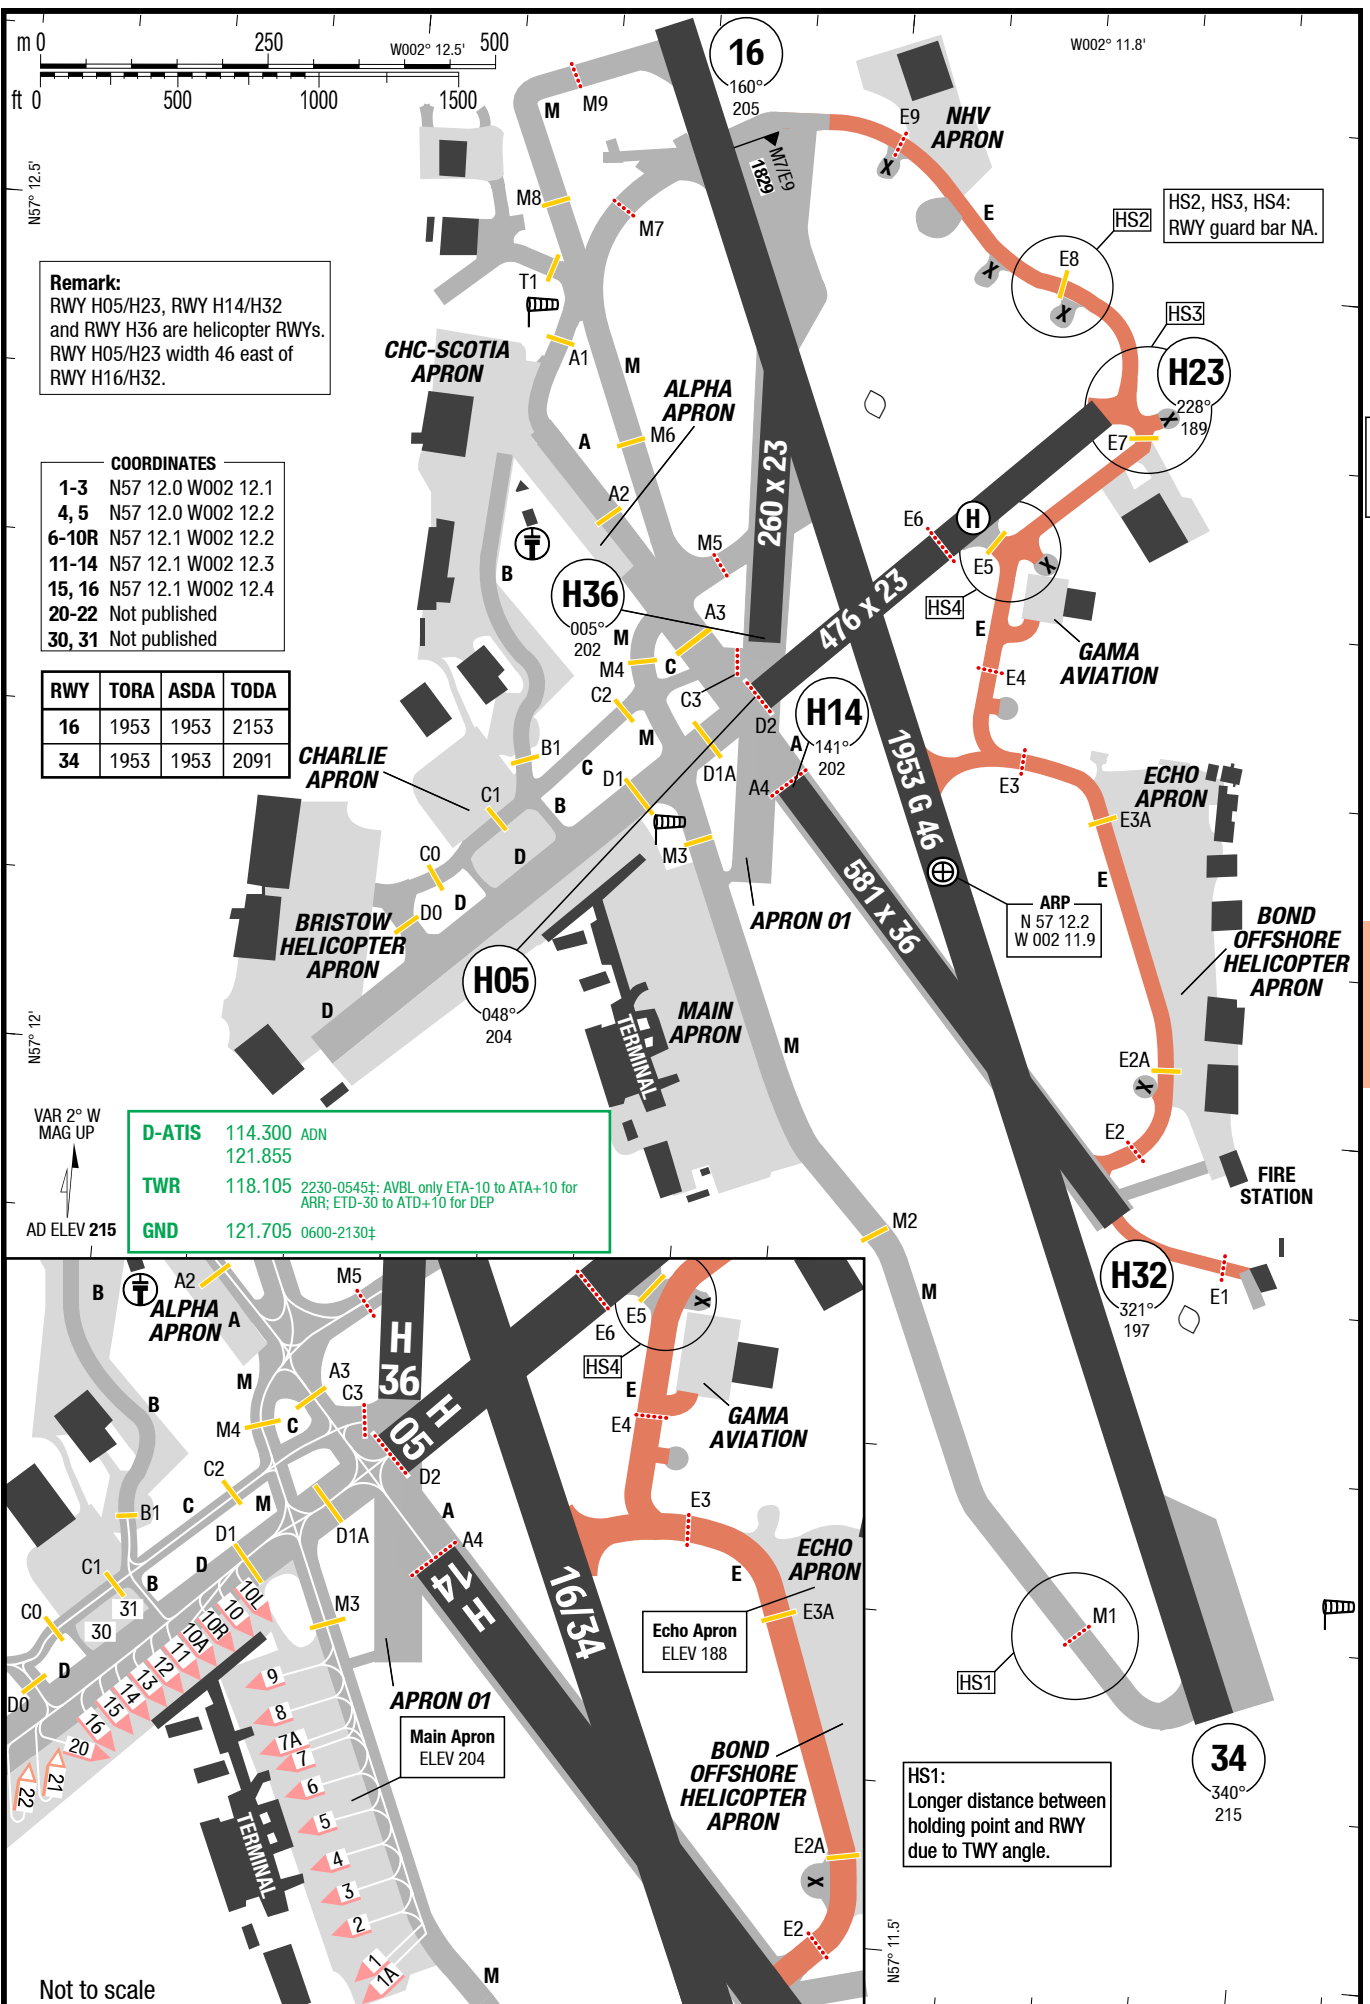 m 0
250
500
ft 0
500
1000
1500
W002° 12.5'
W002° 11.8'
N57° 12.5'
N57° 12'
N57° 11.5'
16
160°
205
M
M9
M8
M7
M7/E9
1829
E9
NHV
APRON
E
HS2
E8
HS2, HS3, HS4:
RWY guard bar NA.
HS3
H23
228°
189
E7
X
X
X
X
X
Remark:
RWY H05/H23, RWY H14/H32
and RWY H36 are helicopter RWYs.
RWY H05/H23 width 46 east of
RWY H16/H32.
T1
A1
CHC-SCOTIA
APRON
M
ALPHA
APRON
M6
A
A2
COORDINATES
1-3 N57 12.0 W002 12.1
4, 5 N57 12.0 W002 12.2
6-10R N57 12.1 W002 12.2
11-14 N57 12.1 W002 12.3
15, 16 N57 12.1 W002 12.4
20-22 Not published
30, 31 Not published
RWY TORA ASDA TODA
16 1953 1953 2153
34 1953 1953 2091
260 x 23
476 x 23
1953 G 46
581 x 36
E6
H
E5
HS4
E
E4
GAMA
AVIATION
M5
B
H36
005°
202
A3
M
M4
C
C2
C3
D2
H14
141°
202
A
A4
D1A
M
B1
C
D1
B
C1
CHARLIE
APRON
D
C0
D0
D
M3
BRISTOW
HELICOPTER
APRON
D
H05
048°
204
APRON 01
MAIN
APRON
TERMINAL
M
E3
E3A
ECHO
APRON
E
ARP
N 57 12.2
W 002 11.9
BOND
OFFSHORE
HELICOPTER
APRON
E2A
X
E2
FIRE
STATION
H32
321°
197
E1
VAR 2° W
MAG UP
AD ELEV 215
D-ATIS 114.300 ADN
121.855
TWR 118.105 2230-0545‡: AVBL only ETA-10 to ATA+10 for
ARR; ETD-30 to ATD+10 for DEP
GND 121.705 0600-2130‡
M2
M
M1
HS1
34
340°
215
HS1:
Longer distance between
holding point and RWY
due to TWY angle.
B
A2
ALPHA
APRON
A
M5
H
36
E6
E5
X
HS4
E
E4
GAMA
AVIATION
M
A3
C3
B
M4
C
H
05
C2
D2
C
M
B1
D1
D1A
A
A4
H
14
C1
D
B
C0
31
30
D
D0
M3
10L
10
10R
10A
11
12
13
14
15
16
20
21
22
9
8
7A
7
6
5
4
3
2
1
1A
TERMINAL
APRON 01
Main Apron
ELEV 204
16/34
E3
ECHO
APRON
E
E3A
Echo Apron
ELEV 188
BOND
OFFSHORE
HELICOPTER
APRON
E2A
X
E2
M
Not to scale